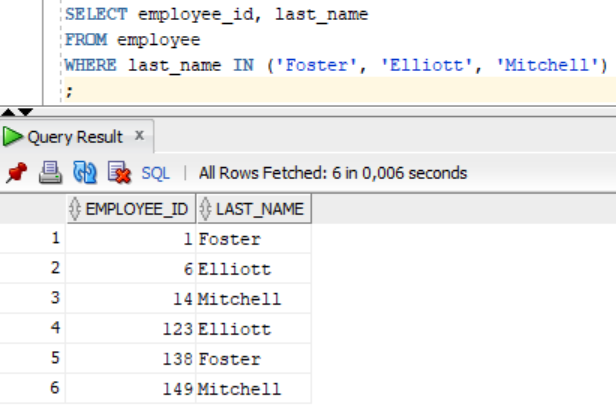 SELECT employee_id, last_name
FROM employee
WHERE last_name IN ('Foster', 'Elliott', 'Mitchell')
;
Query Result x
SQL | All Rows Fetched: 6 in 0,006 seconds
EMPLOYEE_ID LAST_NAME
1 1 Foster
2 6 Elliott
3 14 Mitchell
4 123 Elliott
5 138 Foster
6 149 Mitchell